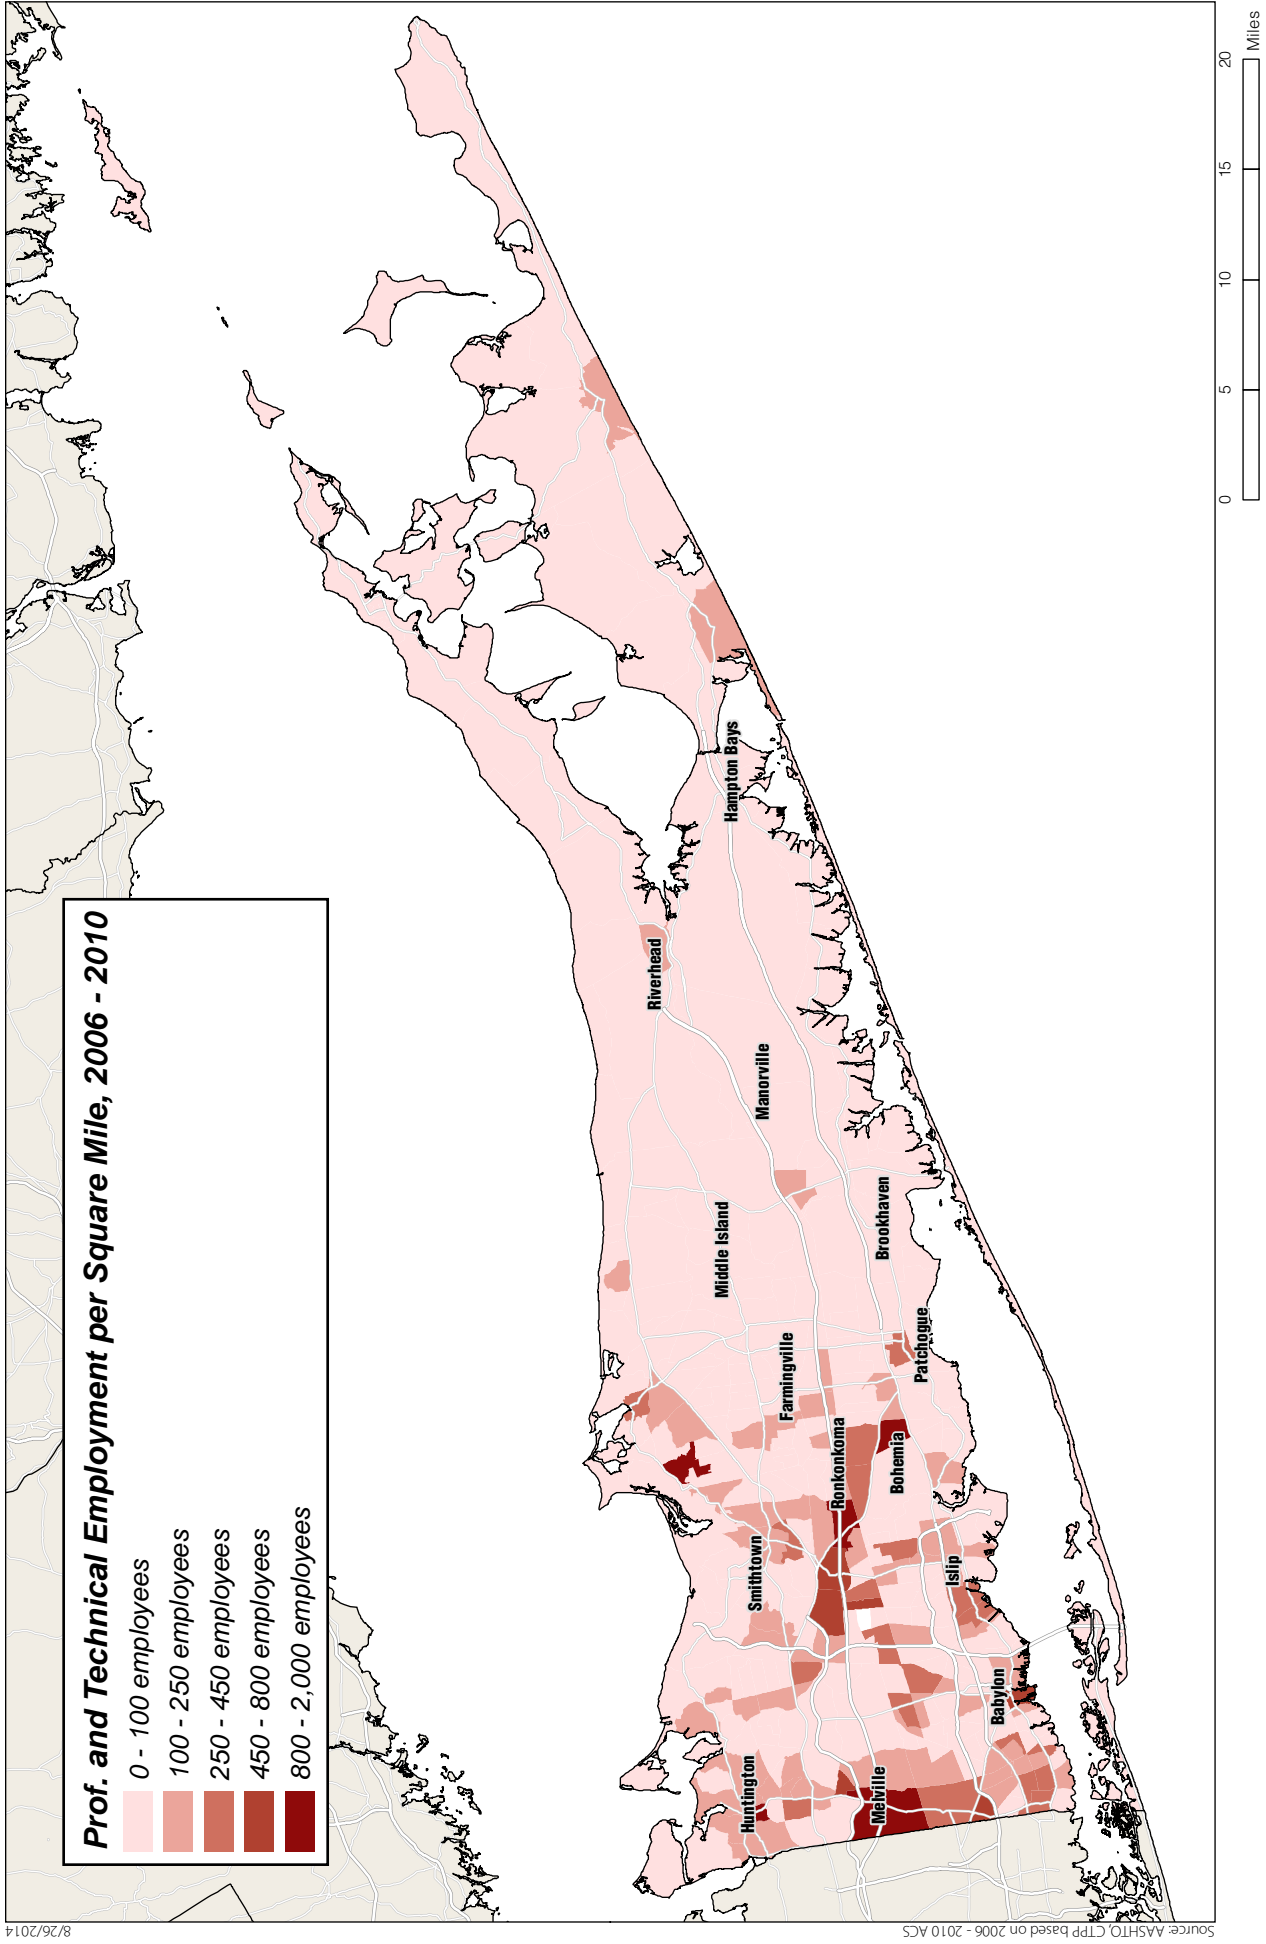 8/26/2014
Prof. and Technical Employment per Square Mile, 2006 - 2010
0 - 100 employees
100 - 250 employees
250 - 450 employees
450 - 800 employees
800 - 2,000 employees
Riverhead
Hampton Bays
Middle Island
Manorville
Huntington
Smithtown
Farmingville
Ronkonkoma
Brookhaven
Melville
Bohemia
Patchogue
Islip
Babylon
Source: AASHTO, CTPP based on 2006 - 2010 ACS
0 5 10 15 20
Miles